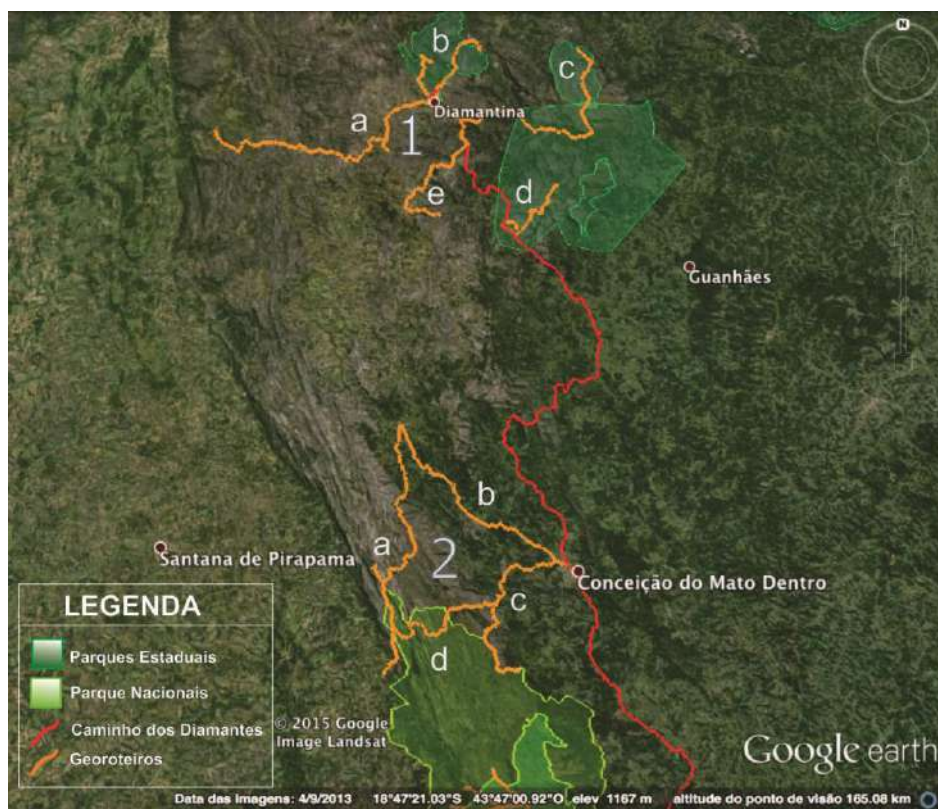 N
b
c
Diamantina
a
1
e
d
Guanhães
b
a
2
Santana de Pirapama
Conceição do Mato Dentro
c
d
LEGENDA
Parques Estaduais
Parque Nacionais
Caminho dos Diamantes
Georoteiros
© 2015 Google
Image Landsat
Google earth
Data das imagens: 4/9/2013 18°47'21.03"S 43°47'00.92"O elev 1167 m altitude do ponto de visão 165.08 km